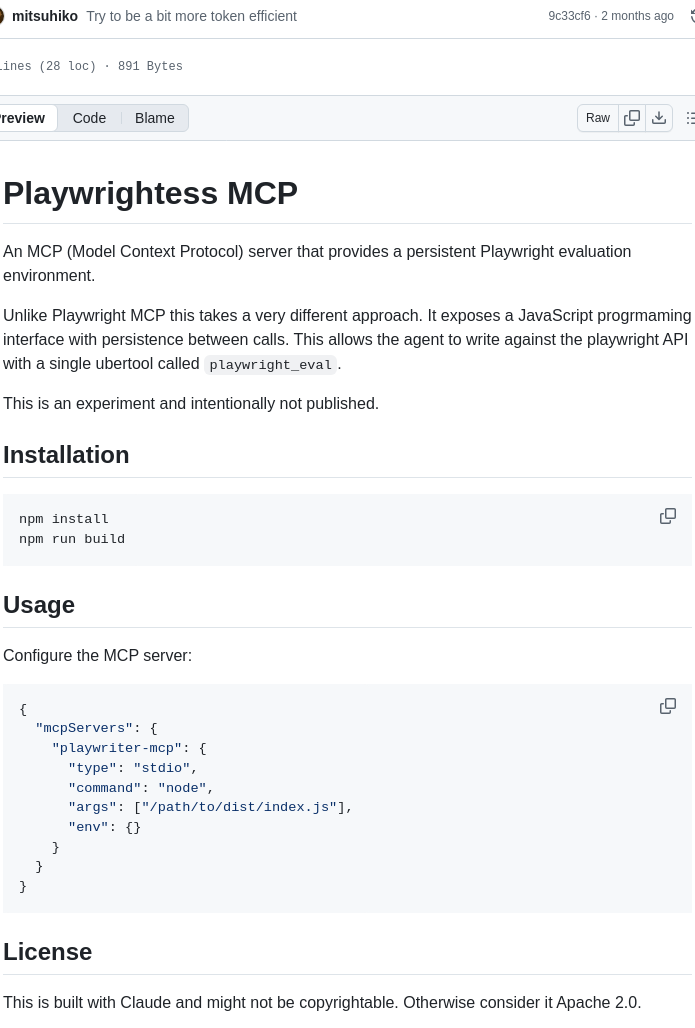 mitsuhiko Try to be a bit more token efficient 9c33cf6 · 2 months ago
lines (28 loc) · 891 Bytes
Preview Code Blame Raw
Playwrightess MCP
An MCP (Model Context Protocol) server that provides a persistent Playwright evaluation
environment.
Unlike Playwright MCP this takes a very different approach. It exposes a JavaScript progrmaming
interface with persistence between calls. This allows the agent to write against the playwright API
with a single ubertool called playwright_eval.
This is an experiment and intentionally not published.
Installation
npm install
npm run build
Usage
Configure the MCP server:
{
  "mcpServers": {
    "playwriter-mcp": {
      "type": "stdio",
      "command": "node",
      "args": ["/path/to/dist/index.js"],
      "env": {}
    }
  }
}
License
This is built with Claude and might not be copyrightable. Otherwise consider it Apache 2.0.